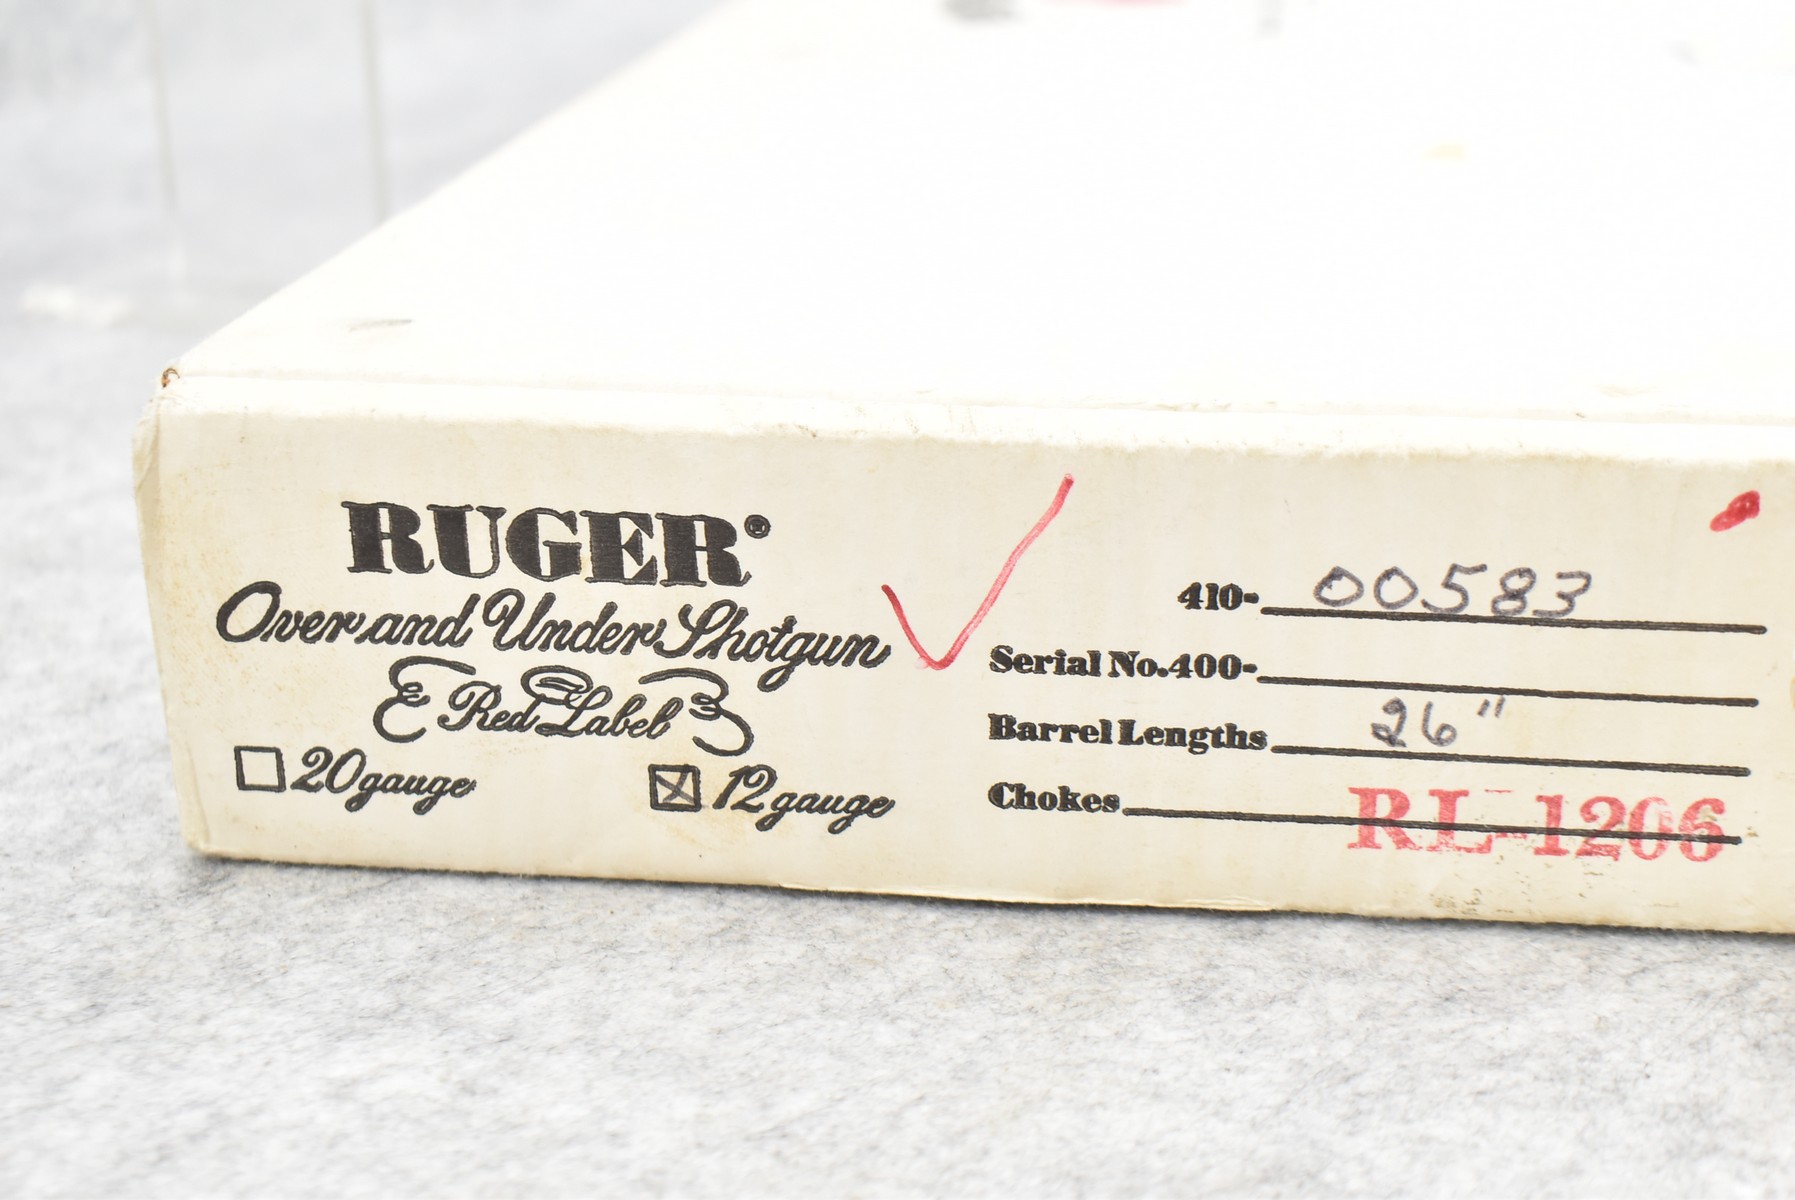 RUGER®
Over and Under Shotgun
Red Label
20 gauge
12 gauge
410- 00583
Serial No. 400-
Barrel Lengths 26"
Chokes RL-1206